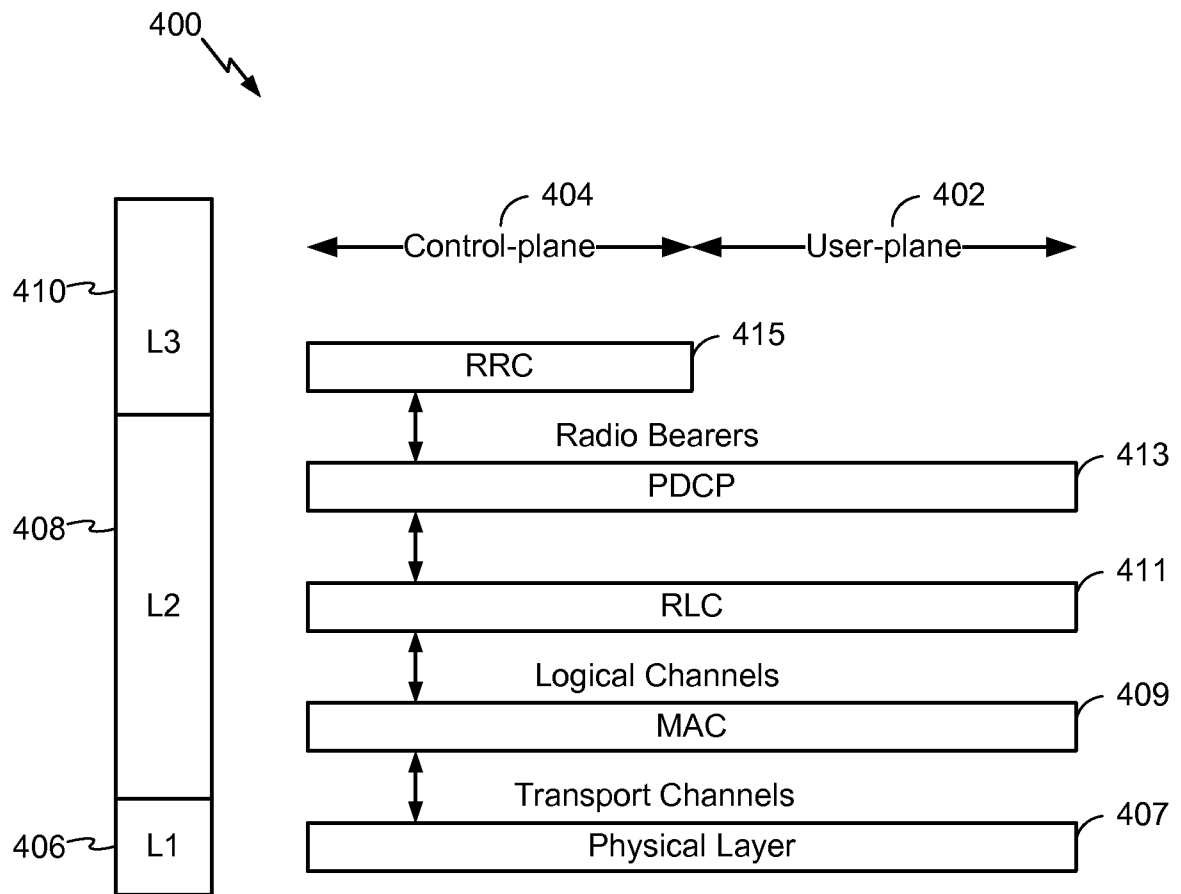 400
404
402
Control-plane
User-plane
410
L3
415
RRC
Radio Bearers
413
PDCP
408
L2
411
RLC
Logical Channels
409
MAC
Transport Channels
407
406
L1
Physical Layer